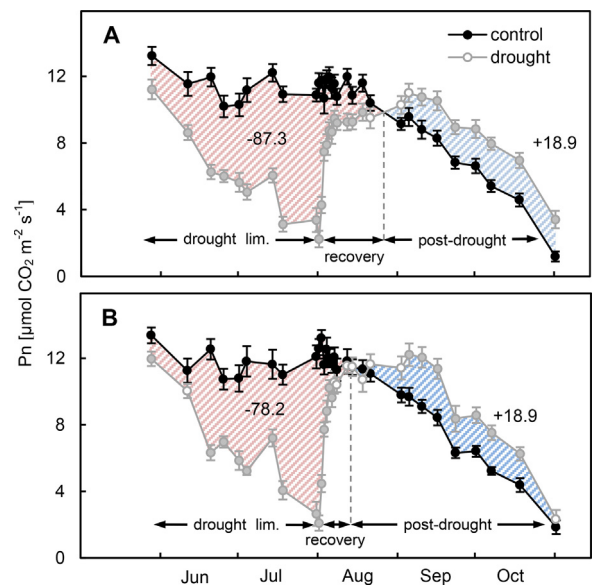 A
control
drought
12
8
4
0
-87.3
+18.9
drought lim.
recovery
post-drought
Pn [µmol CO₂ m⁻² s⁻¹]
B
12
8
4
0
-78.2
+18.9
drought lim.
recovery
post-drought
Jun Jul Aug Sep Oct